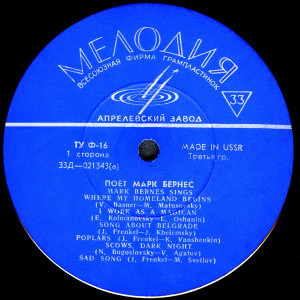 МЕЛОДИЯ
ВСЕСОЮЗНАЯ ФИРМА ГРАМПЛАСТИНОК
33
АПРЕЛЕВСКИЙ ЗАВОД
ТУ Ф-16
1 сторона
33Д—021343(а)
MADE IN USSR
Третья гр.
ПОЕТ МАРК БЕРНЕС
MARK BERNES SINGS
WHERE MY HOMELAND BEGINS
(V. Basner—M. Matusovsky)
I WORK AS A MAGICAN
(E. Kolmanovsky—L. Oshanin)
SONG ABOUT BELGRADE
(J. Frenkel—J. Khelemsky)
POPLARS (J. Frenkel—K. Vanshenkin)
SCOWS, DARK NIGHT
(N. Bogoslovsky—V. Agatov)
SAD SONG (J. Frenkel—M. Svetlov)